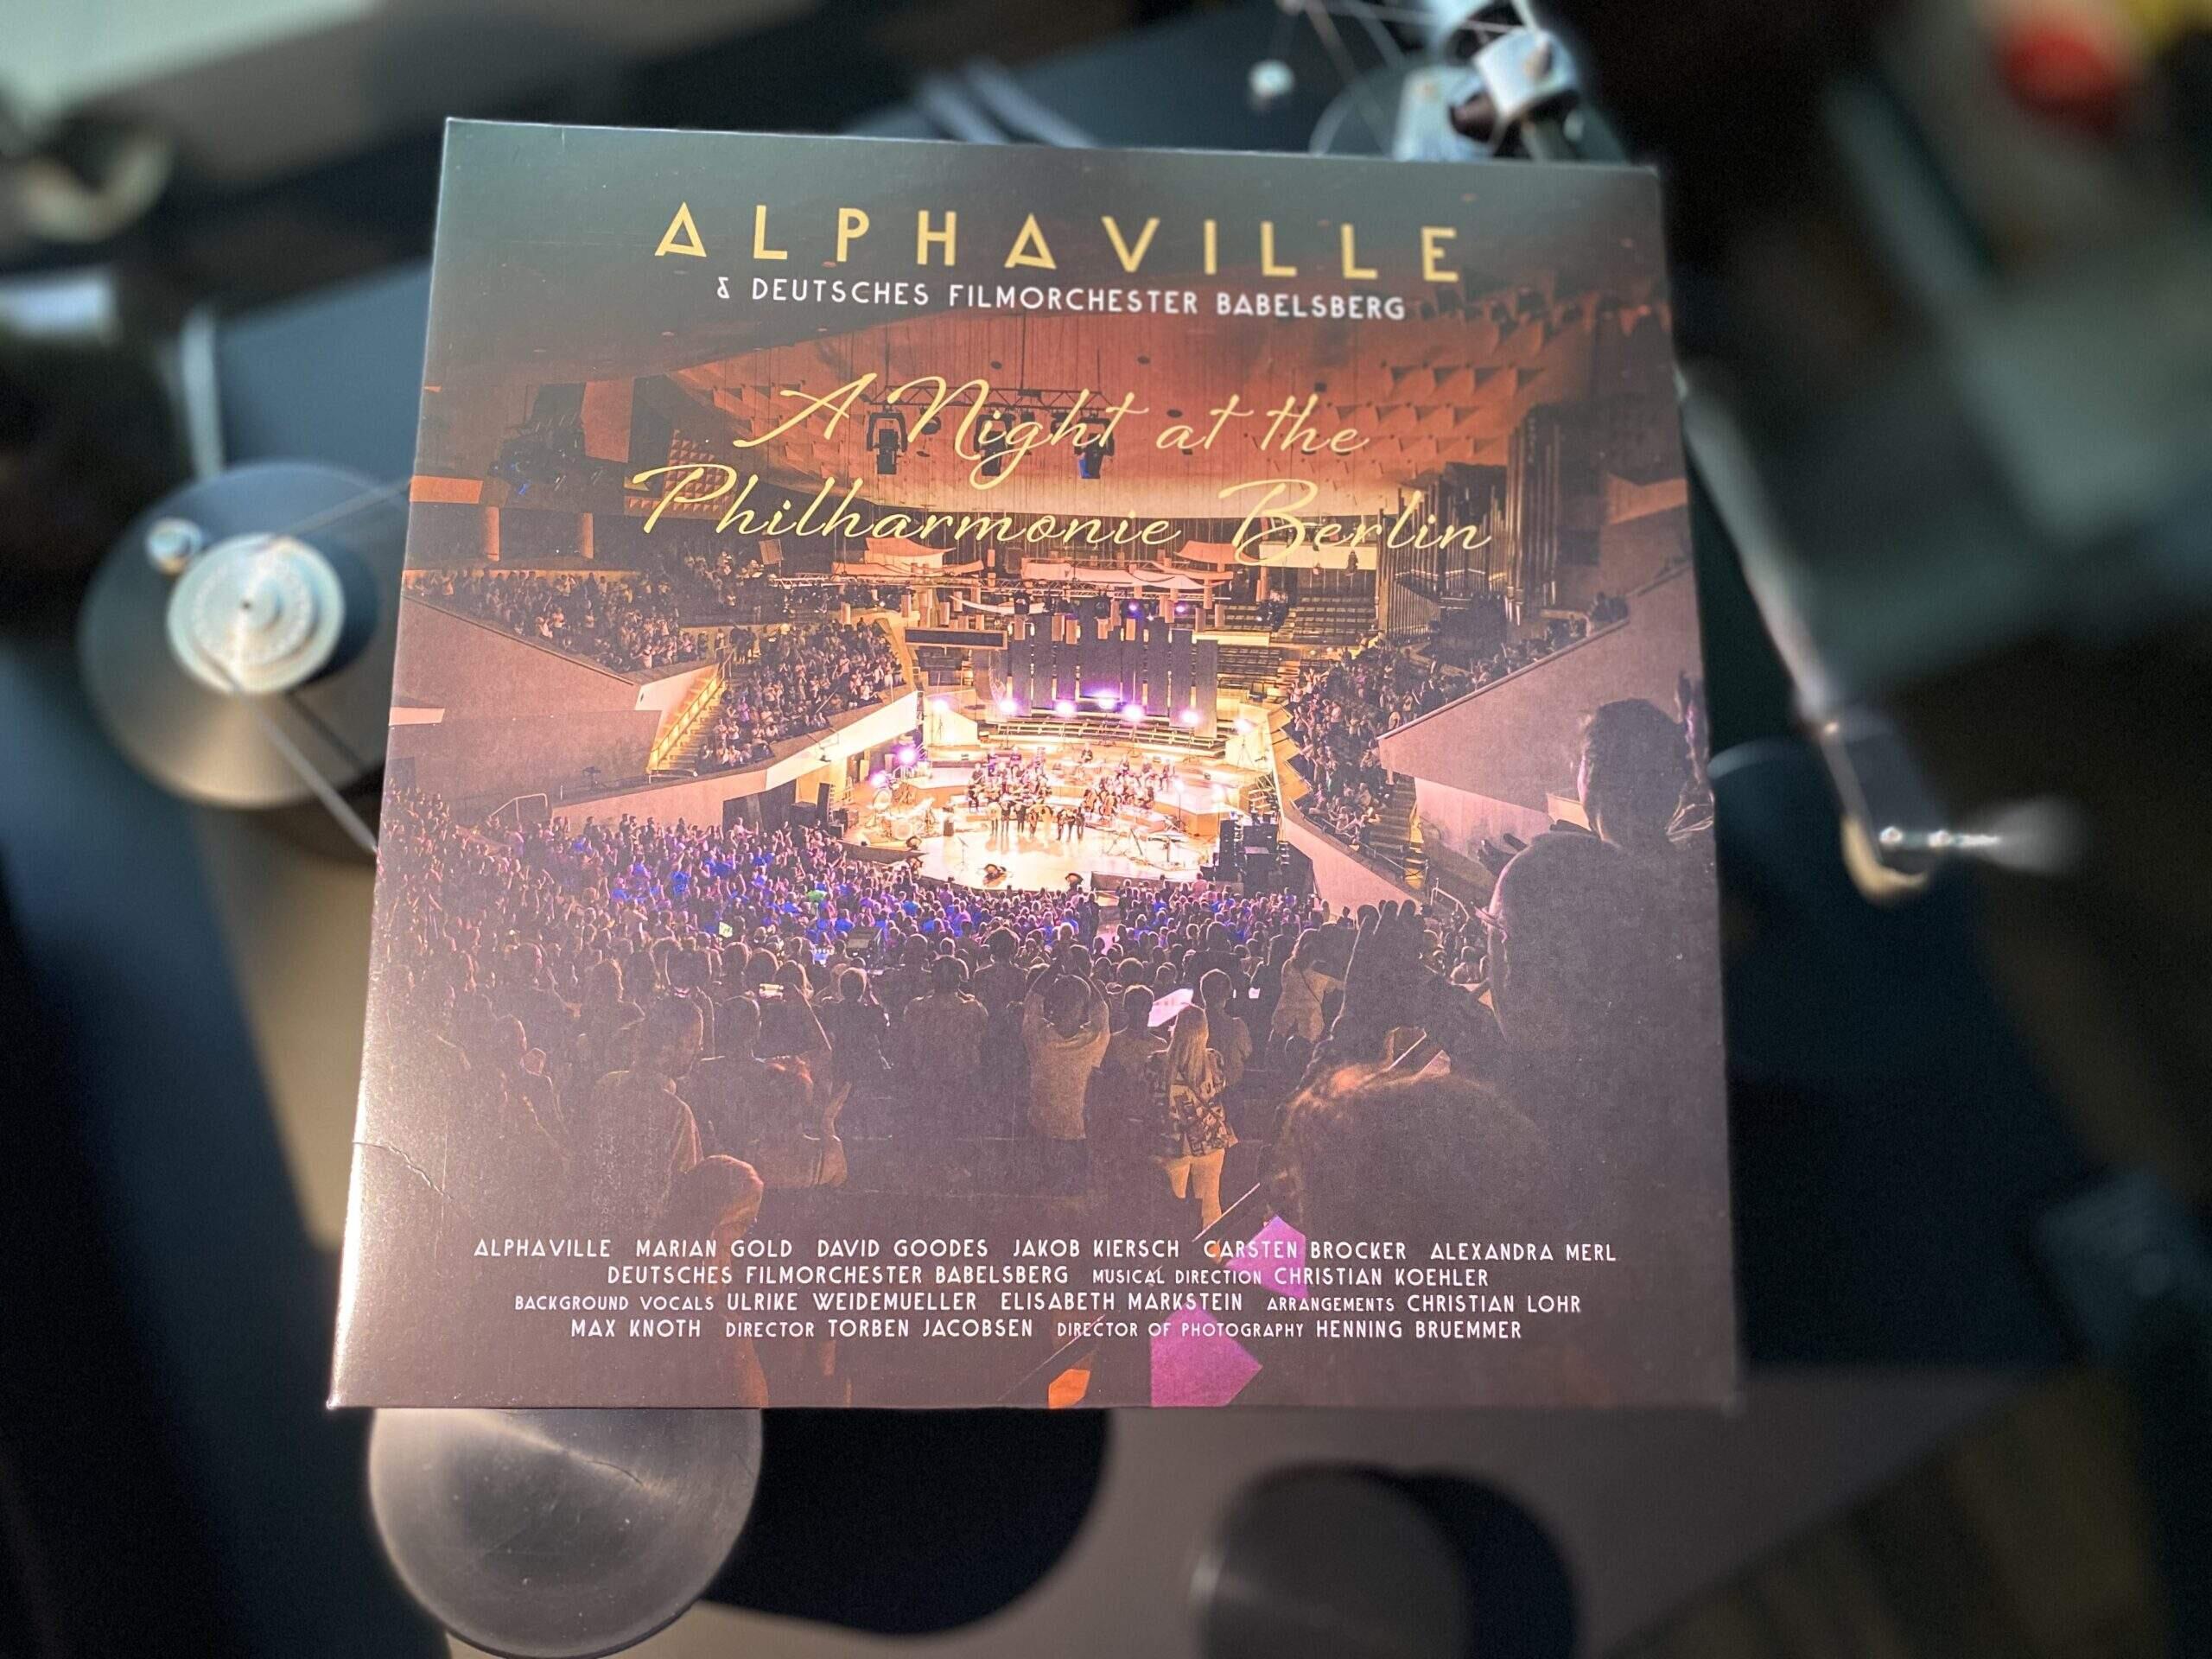 ALPHAVILLE
& DEUTSCHES FILMORCHESTER BABELSBERG
A Night at the
Philharmonie Berlin
ALPHAVILLE MARIAN GOLD DAVID GOODES JAKOB KIERSCH CARSTEN BROCKER ALEXANDRA MERL
DEUTSCHES FILMORCHESTER BABELSBERG MUSICAL DIRECTION CHRISTIAN KOEHLER
BACKGROUND VOCALS ULRIKE WEIDEMUELLER ELISABETH MARKSTEIN ARRANGEMENTS CHRISTIAN LOHR
MAX KNOTH DIRECTOR TORBEN JACOBSEN DIRECTOR OF PHOTOGRAPHY HENNING BRUEMMER